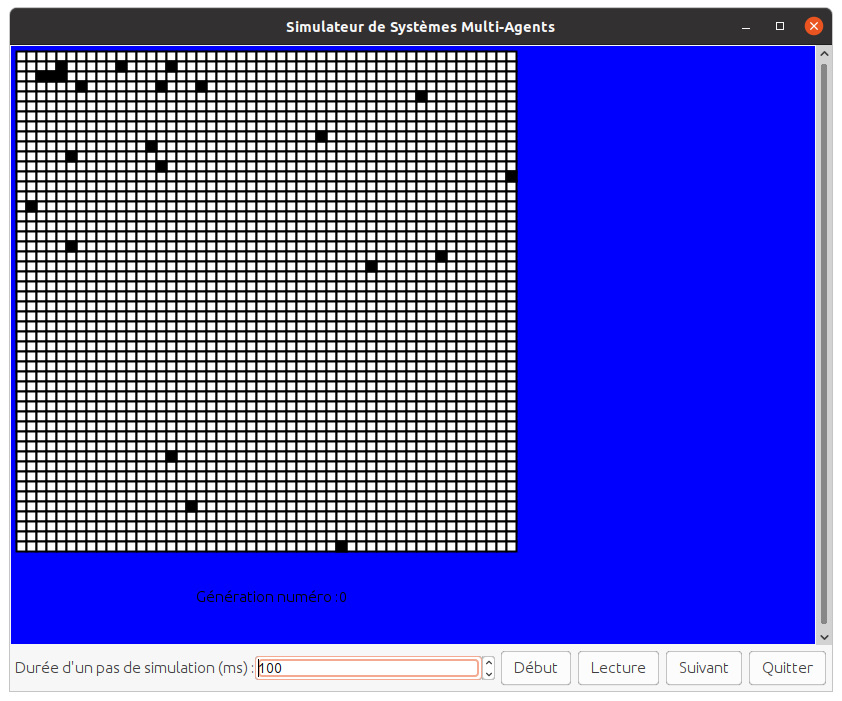 Simulateur de Systèmes Multi-Agents
Génération numéro :0
Durée d'un pas de simulation (ms) : 100 Début Lecture Suivant Quitter